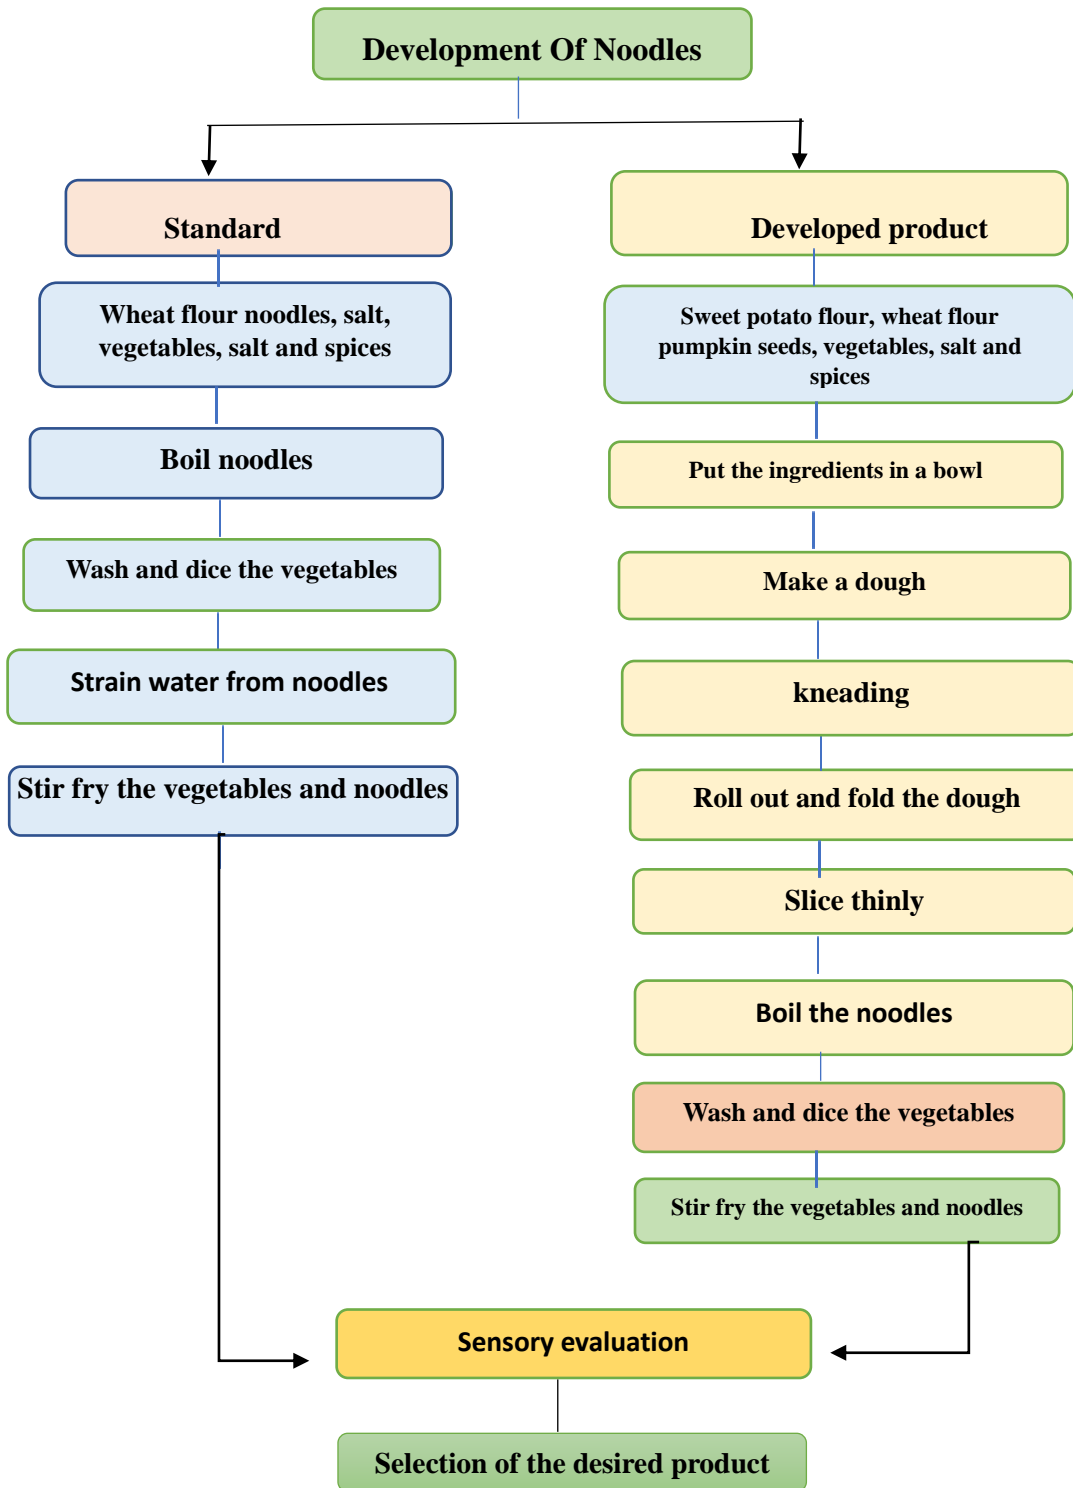 Development Of Noodles
Standard
Wheat flour noodles, salt,
vegetables, salt and spices
Boil noodles
Wash and dice the vegetables
Strain water from noodles
Stir fry the vegetables and noodles
Developed product
Sweet potato flour, wheat flour
pumpkin seeds, vegetables, salt and
spices
Put the ingredients in a bowl
Make a dough
kneading
Roll out and fold the dough
Slice thinly
Boil the noodles
Wash and dice the vegetables
Stir fry the vegetables and noodles
Sensory evaluation
Selection of the desired product